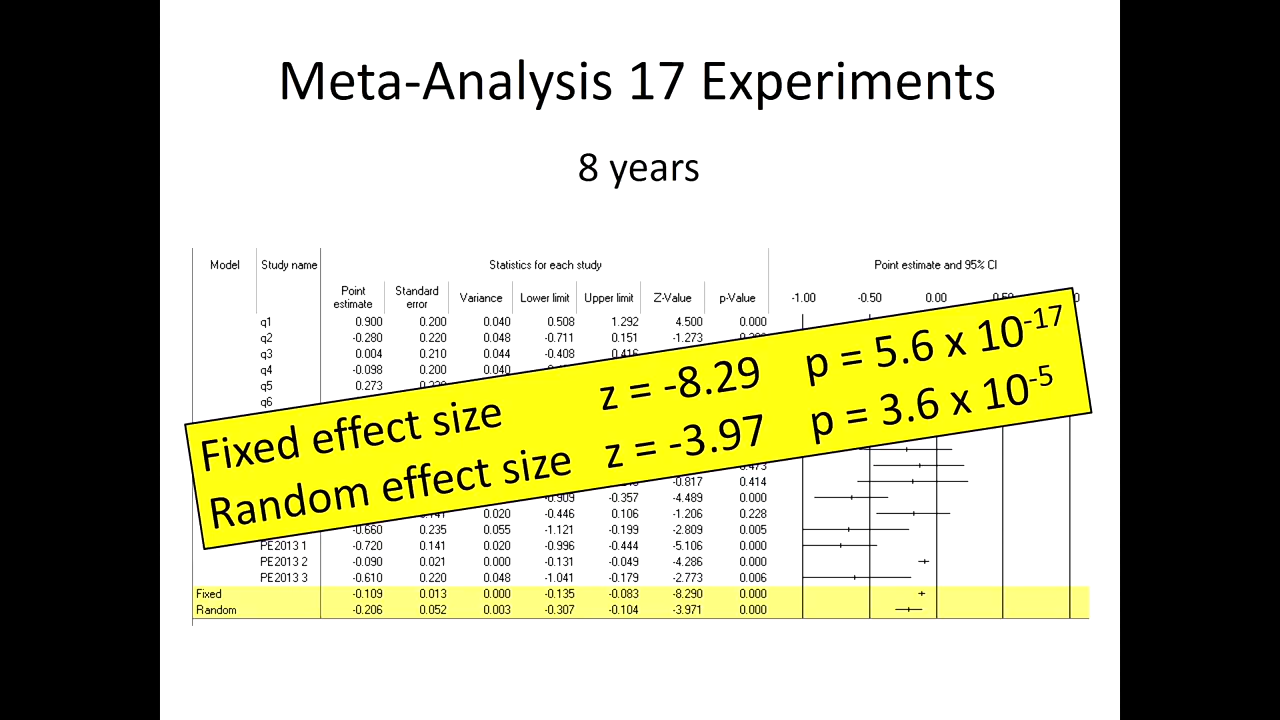 Meta-Analysis 17 Experiments
8 years
Model Study name Statistics for each study Point estimate and 95% CI
Point estimate Standard error Variance Lower limit Upper limit Z-Value p-Value -1.00 -0.50 0.00
q1 0.900 0.200 0.040 0.508 1.292 4.500 0.000
q2 -0.280 0.220 0.048 -0.711 0.151 -1.273
q3 0.004 0.210 0.044 -0.408 0.416
q4 -0.098 0.200 0.040
q5 0.273
q6
Fixed effect size z = -8.29 p = 5.6 x 10-17
Random effect size z = -3.97 p = 3.6 x 10-5
-0.817 0.414
-0.909 -0.357 -4.489 0.000
0.020 -0.446 0.106 -1.206 0.228
-0.660 0.235 0.055 -1.121 -0.199 -2.809 0.005
PE2013 1 -0.720 0.141 0.020 -0.996 -0.444 -5.106 0.000
PE2013 2 -0.090 0.021 0.000 -0.131 -0.049 -4.286 0.000
PE2013 3 -0.610 0.220 0.048 -1.041 -0.179 -2.773 0.006
Fixed -0.109 0.013 0.000 -0.135 -0.083 -8.290 0.000
Random -0.206 0.052 0.003 -0.307 -0.104 -3.971 0.000